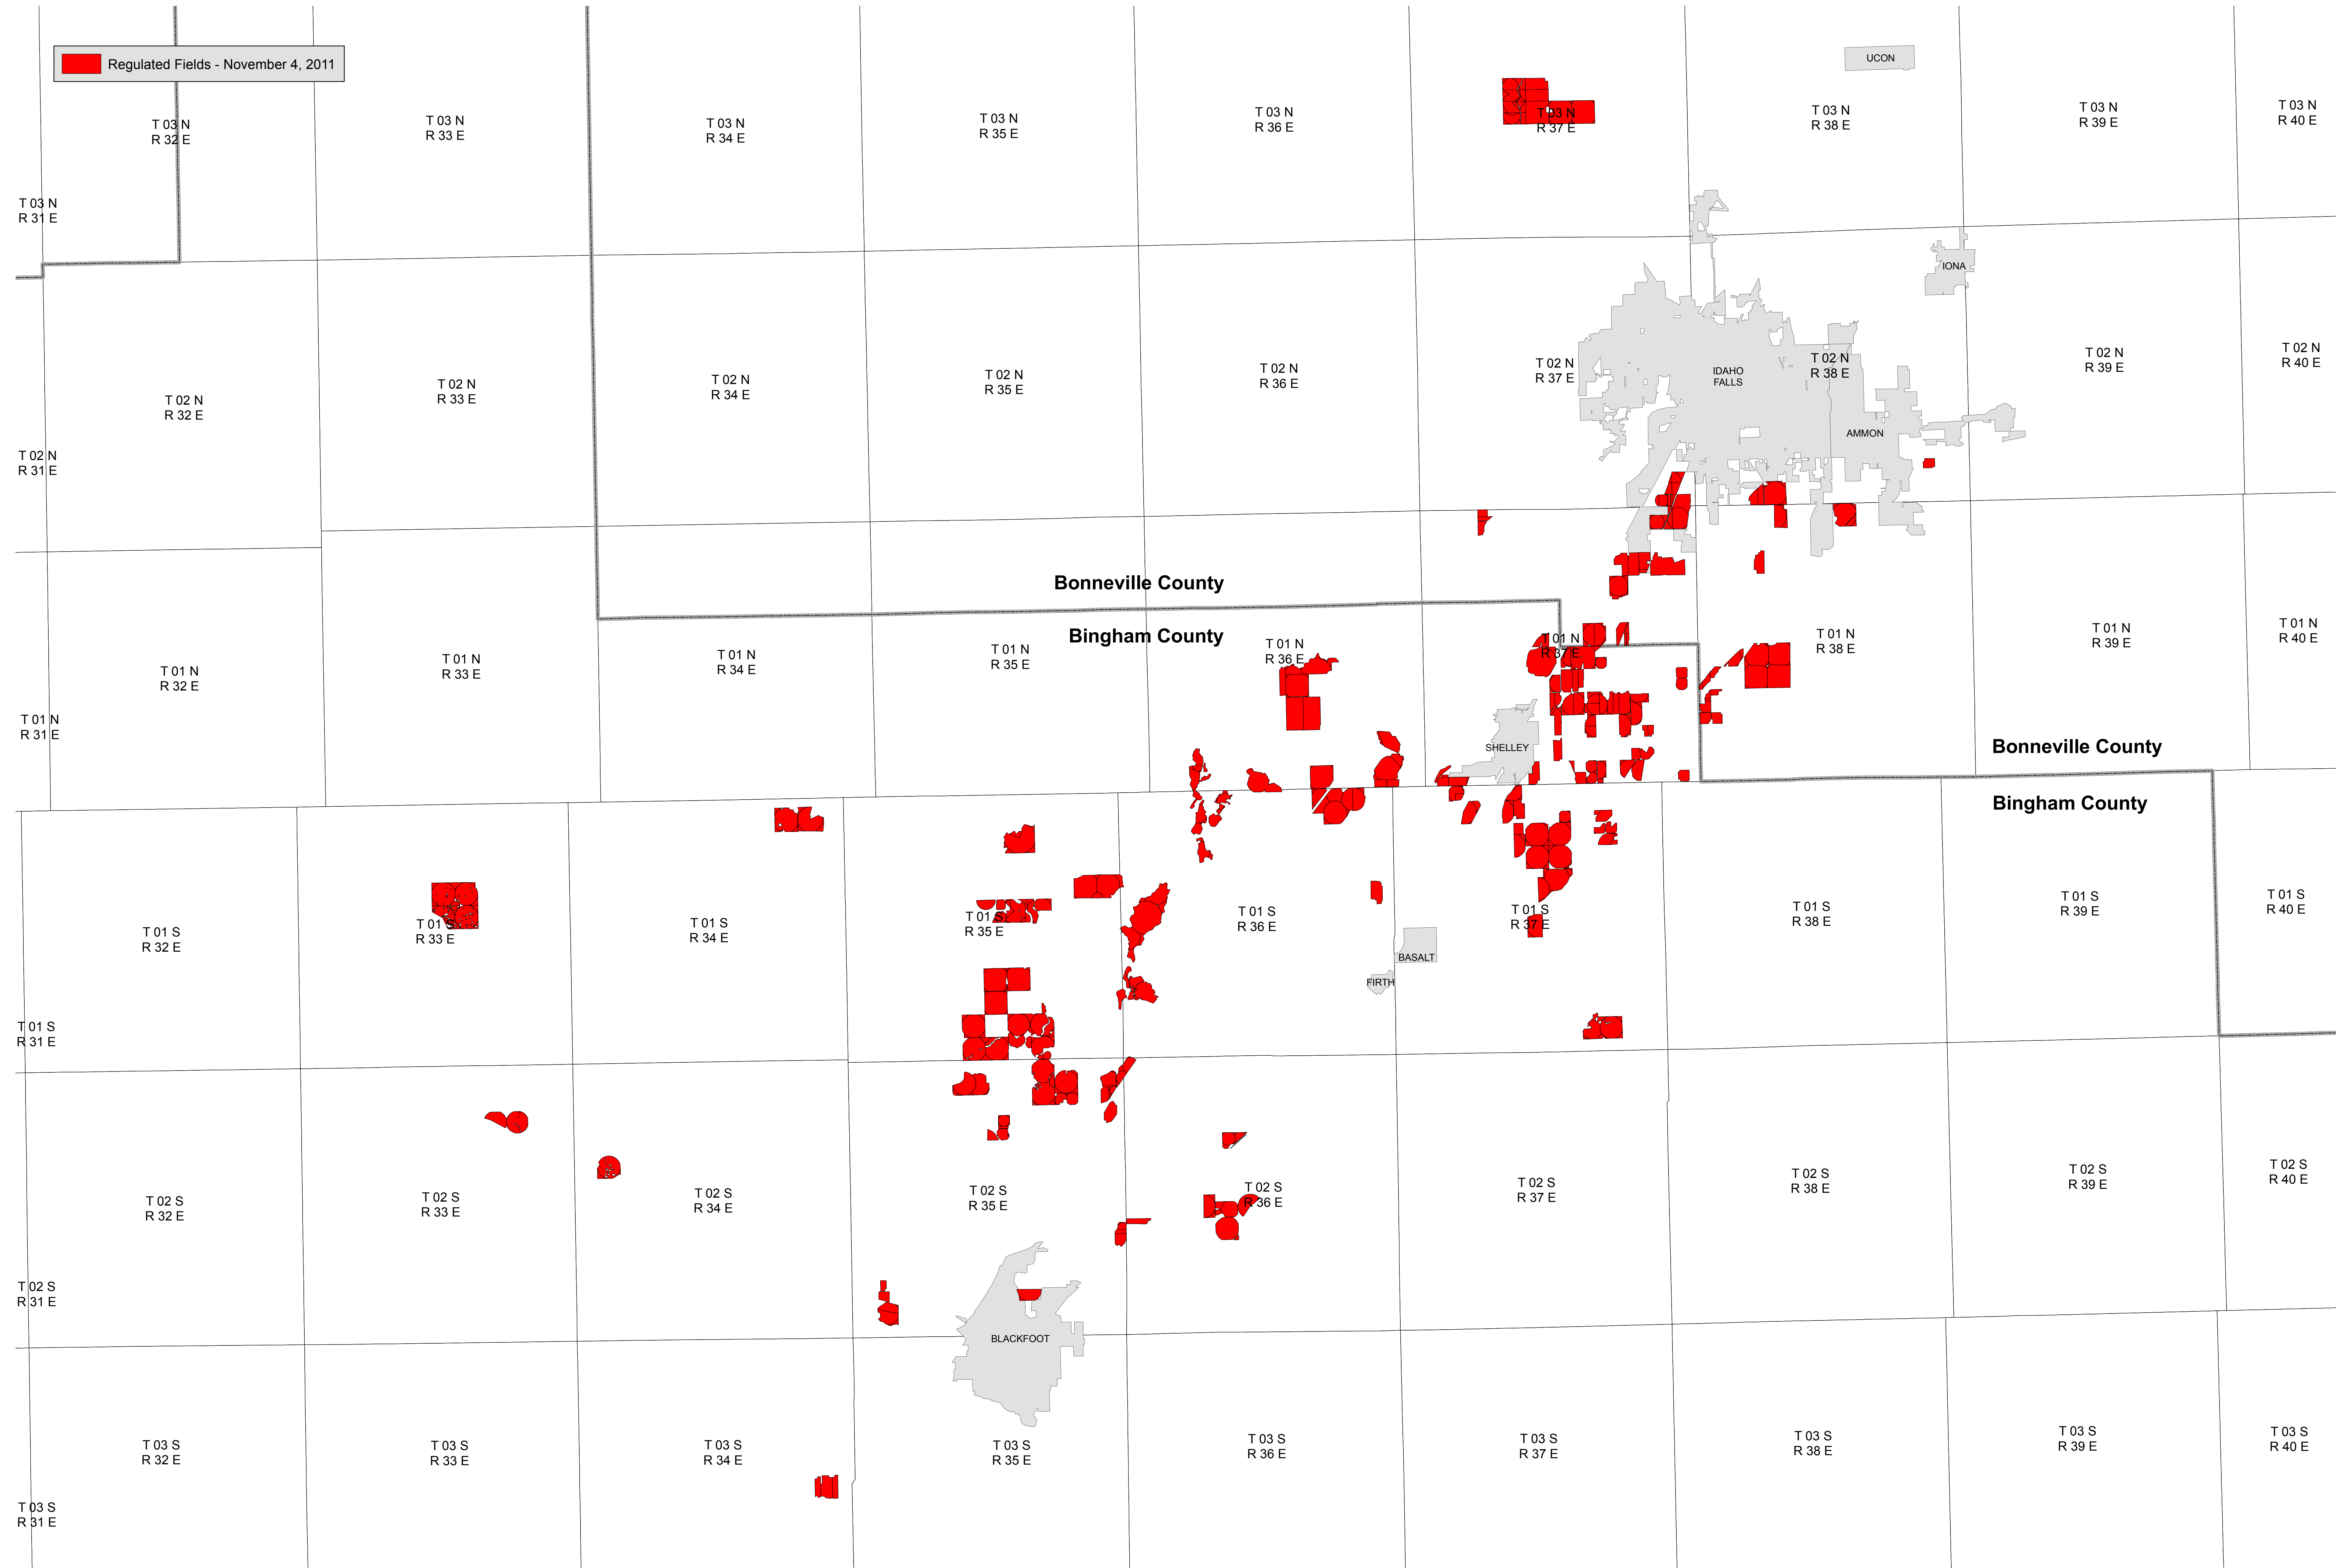 Regulated Fields - November 4, 2011
UCON
T 03 N
R 32 E
T 03 N
R 33 E
T 03 N
R 34 E
T 03 N
R 35 E
T 03 N
R 36 E
T 03 N
R 37 E
T 03 N
R 38 E
T 03 N
R 39 E
T 03 N
R 40 E
T 03 N
R 31 E
IONA
T 02 N
R 32 E
T 02 N
R 33 E
T 02 N
R 34 E
T 02 N
R 35 E
T 02 N
R 36 E
T 02 N
R 37 E
IDAHO
FALLS
T 02 N
R 38 E
T 02 N
R 39 E
T 02 N
R 40 E
AMMON
T 02 N
R 31 E
Bonneville County
Bingham County
T 01 N
R 32 E
T 01 N
R 33 E
T 01 N
R 34 E
T 01 N
R 35 E
T 01 N
R 36 E
T 01 N
R 37 E
T 01 N
R 38 E
T 01 N
R 39 E
T 01 N
R 40 E
T 01 N
R 31 E
SHELLEY
Bonneville County
Bingham County
T 01 S
R 32 E
T 01 S
R 33 E
T 01 S
R 34 E
T 01 S
R 35 E
T 01 S
R 36 E
T 01 S
R 37 E
T 01 S
R 38 E
T 01 S
R 39 E
T 01 S
R 40 E
BASALT
FIRTH
T 01 S
R 31 E
T 02 S
R 32 E
T 02 S
R 33 E
T 02 S
R 34 E
T 02 S
R 35 E
T 02 S
R 36 E
T 02 S
R 37 E
T 02 S
R 38 E
T 02 S
R 39 E
T 02 S
R 40 E
T 02 S
R 31 E
BLACKFOOT
T 03 S
R 32 E
T 03 S
R 33 E
T 03 S
R 34 E
T 03 S
R 35 E
T 03 S
R 36 E
T 03 S
R 37 E
T 03 S
R 38 E
T 03 S
R 39 E
T 03 S
R 40 E
T 03 S
R 31 E